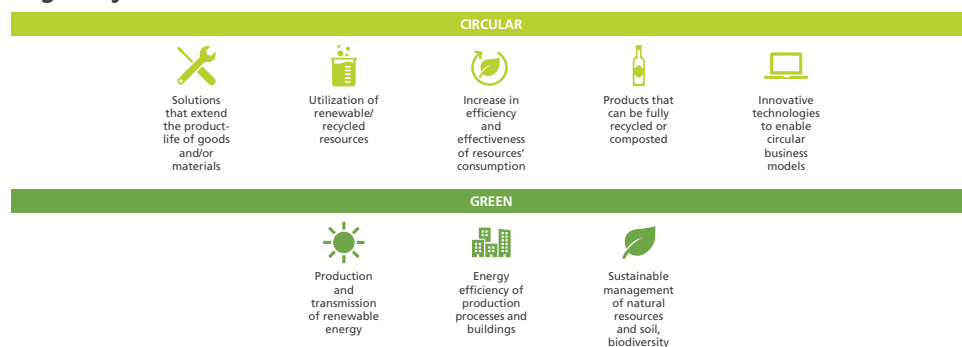 CIRCULAR
Solutions
that extend
the product-
life of goods
and/or
materials
Utilization of
renewable/
recycled
resources
Increase in
efficiency
and
effectiveness
of resources’
consumption
Products that
can be fully
recycled or
composted
Innovative
technologies
to enable
circular
business
models
GREEN
Production
and
transmission
of renewable
energy
Energy
efficiency of
production
processes and
buildings
Sustainable
management
of natural
resources
and soil,
biodiversity